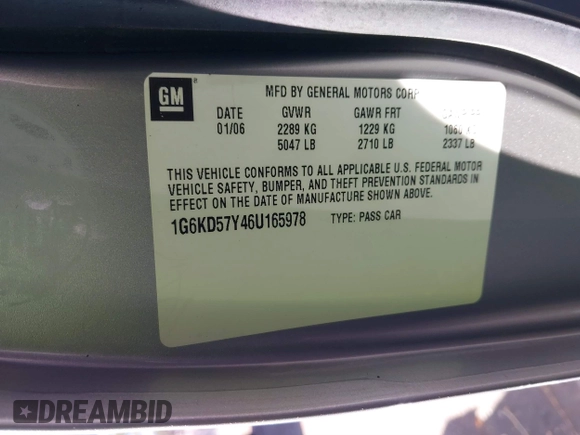 GM ®
MFD BY GENERAL MOTORS CORP
DATE GVWR GAWR FRT
01/06 2289 KG 1229 KG 1060 KG
5047 LB 2710 LB 2337 LB
THIS VEHICLE CONFORMS TO ALL APPLICABLE U.S. FEDERAL MOTOR
VEHICLE SAFETY, BUMPER, AND THEFT PREVENTION STANDARDS IN
EFFECT ON THE DATE OF MANUFACTURE SHOWN ABOVE.
1G6KD57Y46U165978 TYPE: PASS CAR
DREAMBID